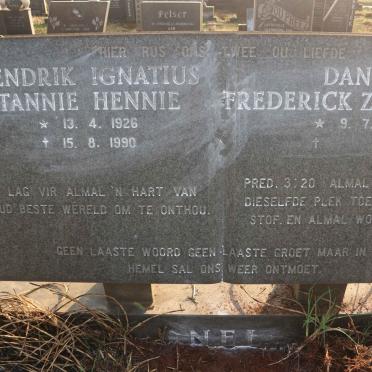 Felser
HIER RUS ONS TWEE OU LIEFDE
ENDRIK IGNATIUS
TANNIE HENNIE
* 13. 4. 1926
† 15. 8. 1990
DAN
FREDERICK Z
* 9. 7.
†
LAG VIR ALMAL 'N HART VAN
UD BESTE WERELD OM TE ONTHOU.
PRED. 3:20 ALMAL
DIESELFDE PLEK TOE
STOF. EN ALMAL WO
GEEN LAASTE WOORD GEEN LAASTE GROET MAAR IN
HEMEL SAL ONS WEER ONTMOET.
NEL